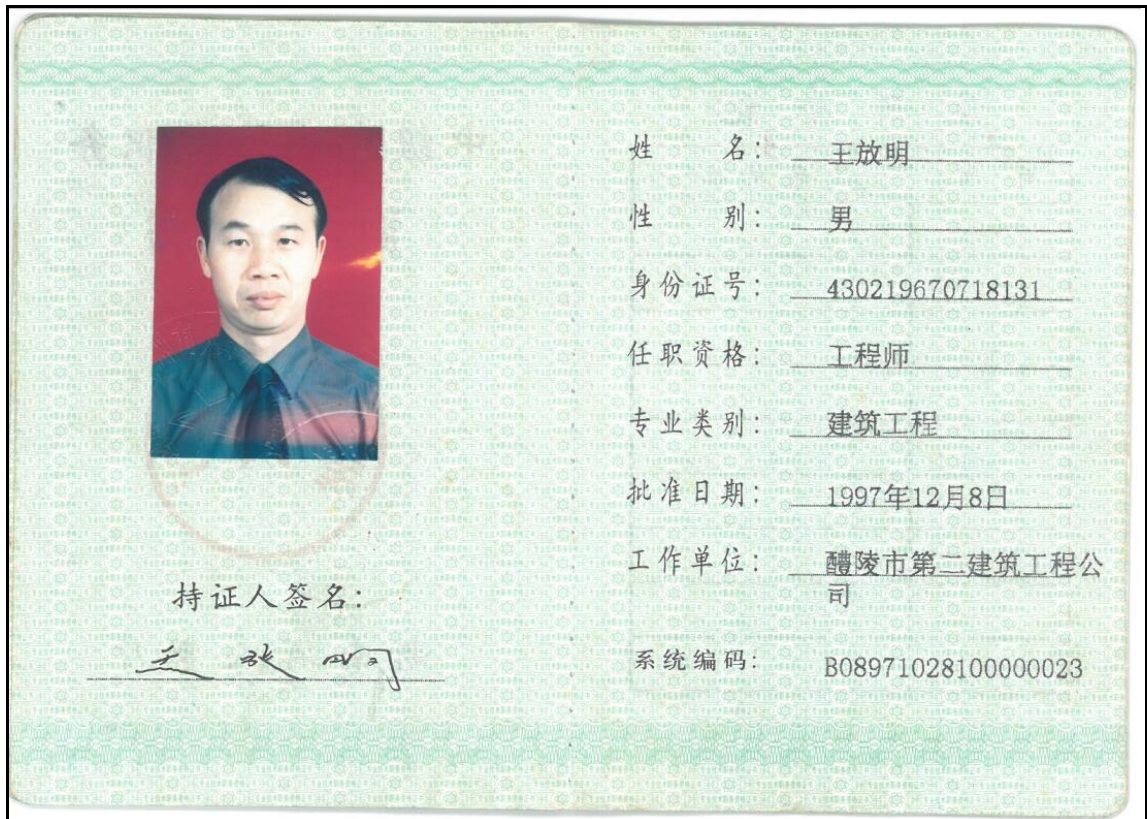 姓 名: 王放明
性 别: 男
身份证号: 430219670718131
任职资格: 工程师
专业类别: 建筑工程
批准日期: 1997年12月8日
工作单位: 醴陵市第二建筑工程公
司
系统编码: B08971028100000023
持证人签名:
王放明